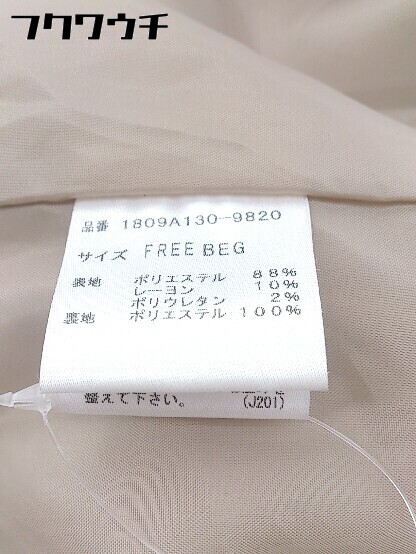 フクワウチ
品番 1809A130-9820
サイズ FREE BEG
表地 ポリエステル 88%
レーヨン 10%
ポリウレタン 2%
裏地 ポリエステル 100%
整えて下さい。 (J201)